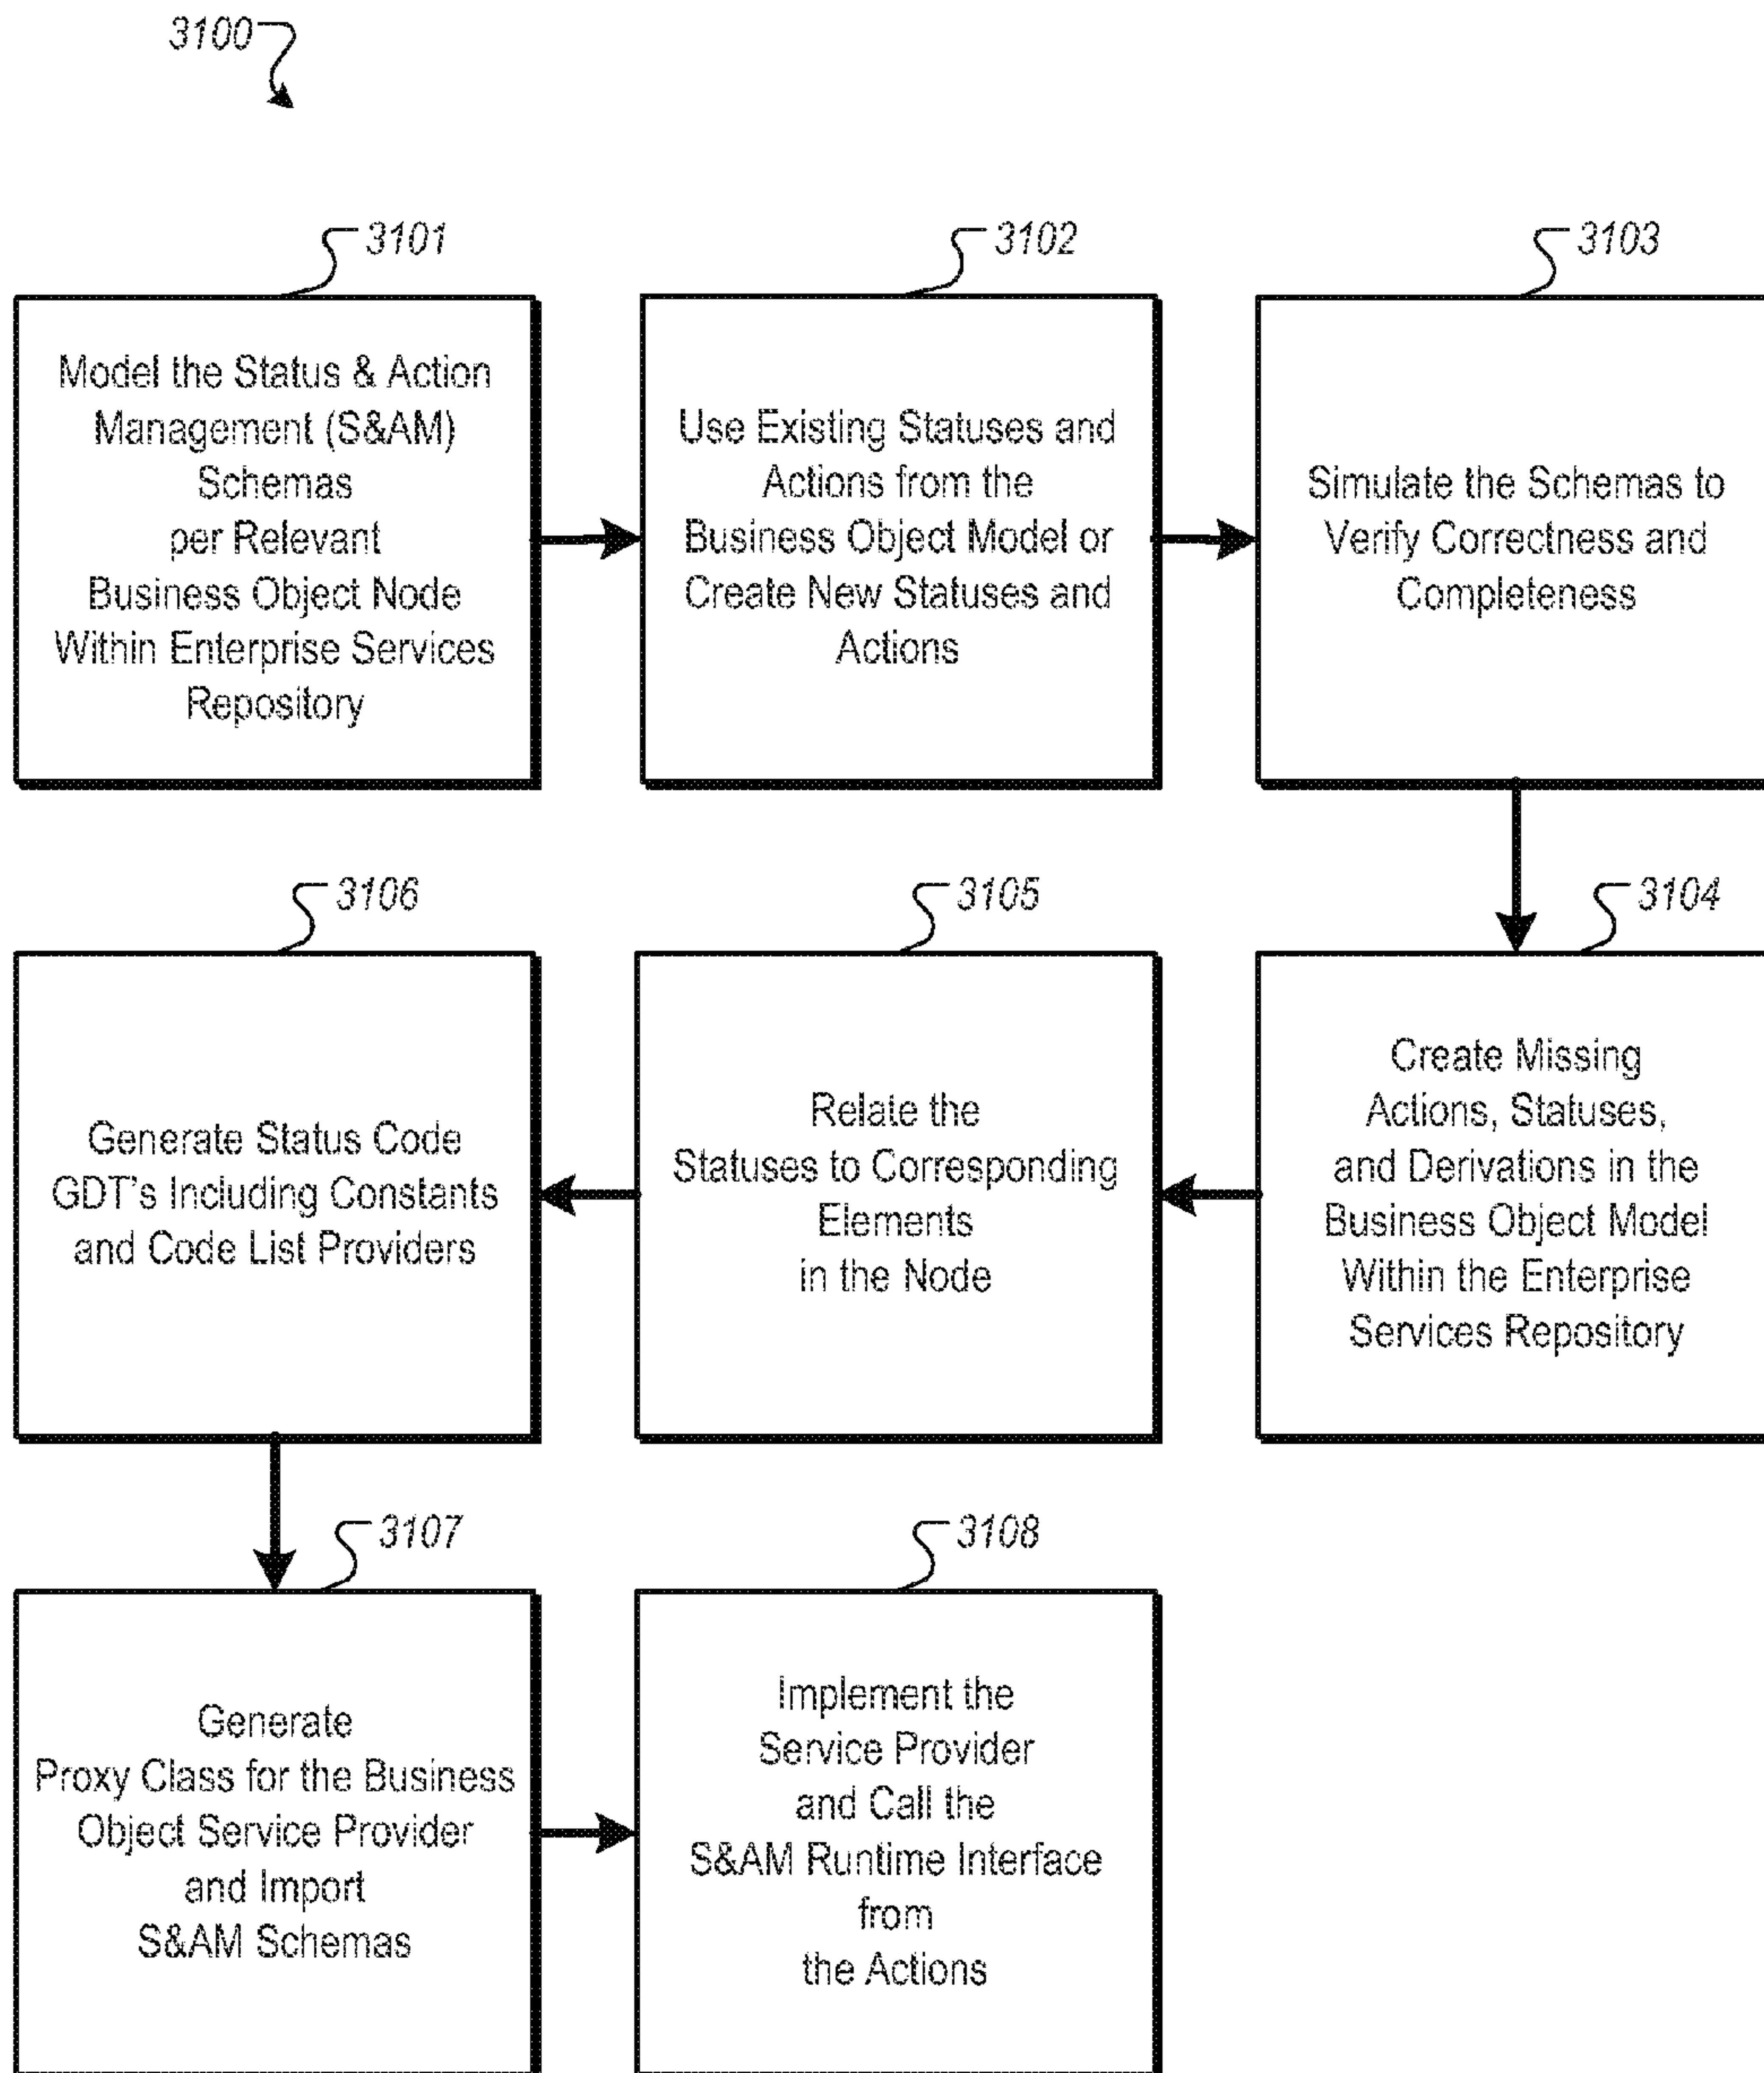 3100
3101
Model the Status & Action
Management (S&AM)
Schemas
per Relevant
Business Object Node
Within Enterprise Services
Repository
3102
Use Existing Statuses and
Actions from the
Business Object Model or
Create New Statuses and
Actions
3103
Simulate the Schemas to
Verify Correctness and
Completeness
3104
Create Missing
Actions, Statuses,
and Derivations in the
Business Object Model
Within the Enterprise
Services Repository
3105
Relate the
Statuses to Corresponding
Elements
in the Node
3106
Generate Status Code
GDT's Including Constants
and Code List Providers
3107
Generate
Proxy Class for the Business
Object Service Provider
and Import
S&AM Schemas
3108
Implement the
Service Provider
and Call the
S&AM Runtime Interface
from
the Actions